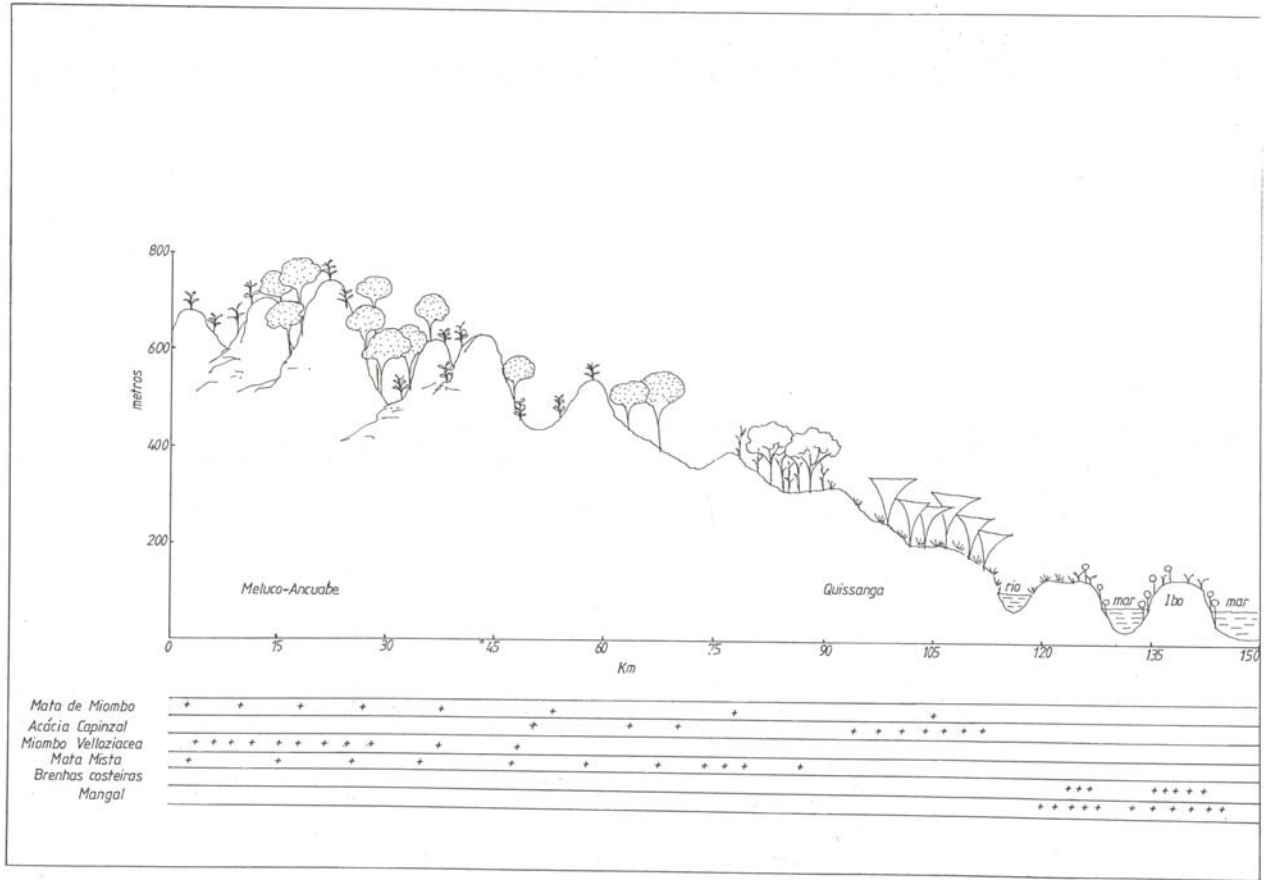 800
600
metros
400
200
Meluco-Ancuabe
Quissanga
rio
mar
Ibo
mar
0 15 30 45 60 75 90 105 120 135 150
Km
Mata de Miombo + + + + + + + +
Acácia Capinzal + + + + + + + + + +
Miombo Velloziacea + + + + + + + + + + +
Mata Mista + + + + + + + + + + +
Brenhas costeiras + + + + + + + +
Mangal + + + + + + + + + + +